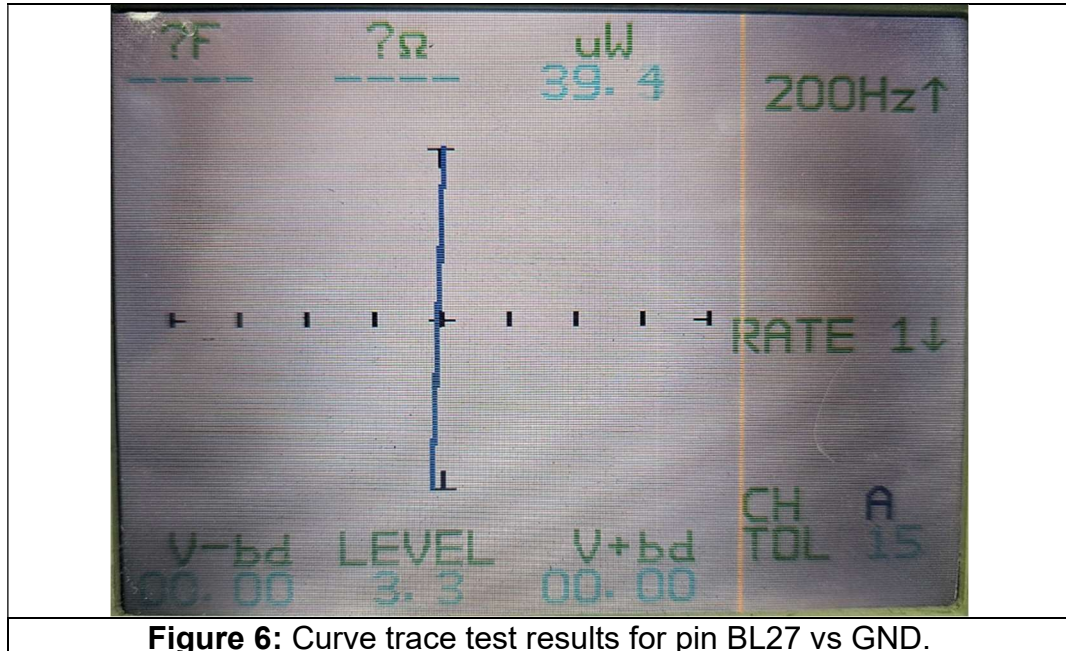 ?F ?Ω uW
---- ---- 39.4
200Hz↑
RATE 1↓
CH A
TOL 15
V-bd LEVEL V+bd
00.00 3.3 00.00
Figure 6: Curve trace test results for pin BL27 vs GND.